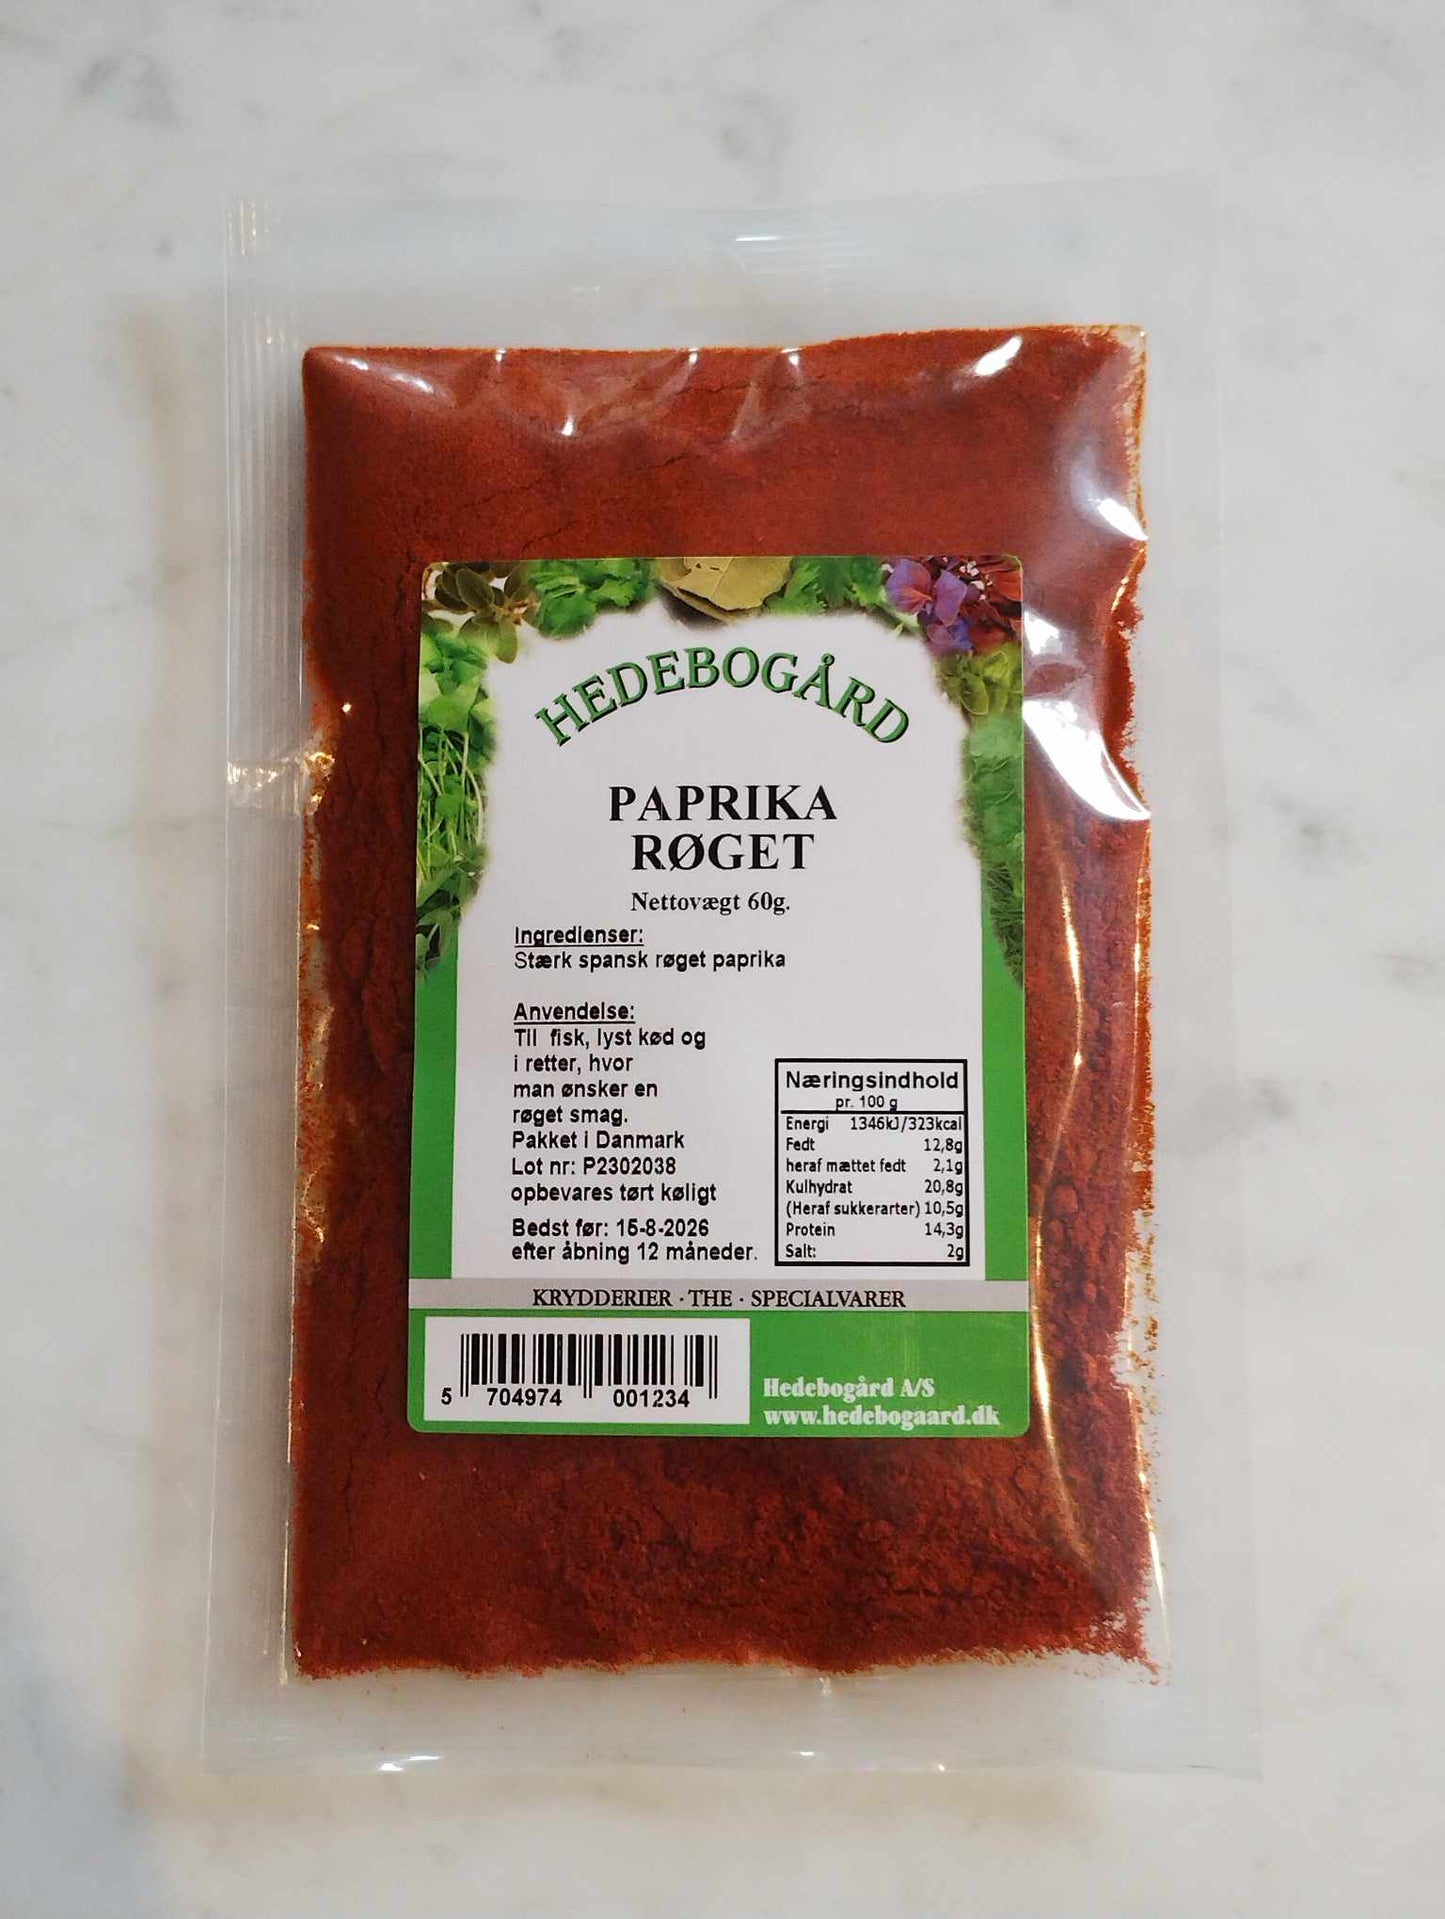 HEDEBOGÅRD
PAPRIKA
RØGET
Nettovægt 60g.
Ingredienser:
Stærk spansk røget paprika
Anvendelse:
Til fisk, lyst kød og
i retter, hvor
man ønsker en
røget smag.
Pakket i Danmark
Lot nr: P2302038
opbevares tørt køligt
Bedst før: 15-8-2026
efter åbning 12 måneder.
Næringsindhold
pr. 100 g
Energi 1346kJ/323kcal
Fedt 12,8g
heraf mættet fedt 2,1g
Kulhydrat 20,8g
(Heraf sukkerarter) 10,5g
Protein 14,3g
Salt: 2g
KRYDDERIER · THE · SPECIALVARER
5 704974 001234
Hedebogård A/S
www.hedebogaard.dk